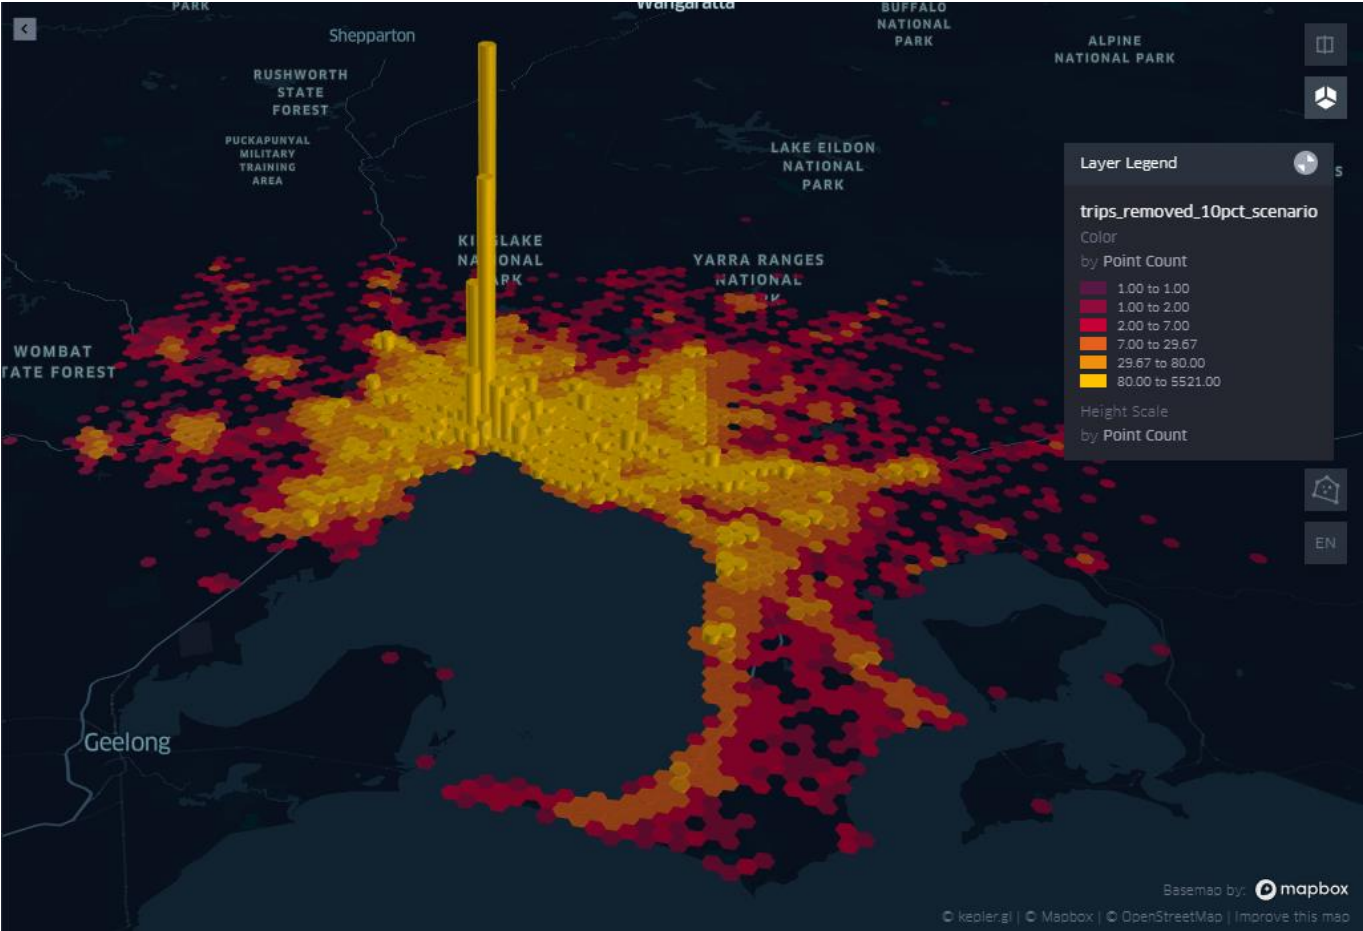 PARK
Wangaratta
BUFFALO
NATIONAL
PARK
Shepparton
ALPINE
NATIONAL PARK
RUSHWORTH
STATE
FOREST
PUCKAPUNYAL
MILITARY
TRAINING
AREA
LAKE EILDON
NATIONAL
PARK
Layer Legend
S
trips_removed_10pct_scenario
Color
by Point Count
1.00 to 1.00
1.00 to 2.00
2.00 to 7.00
7.00 to 29.67
29.67 to 80.00
80.00 to 5521.00
Height Scale
by Point Count
YARRA RANGES
NATIONAL
WOMBAT
TATE FOREST
EN
Geelong
Basemap by: mapbox
© kepler.gl | © Mapbox | © OpenStreetMap | Improve this map